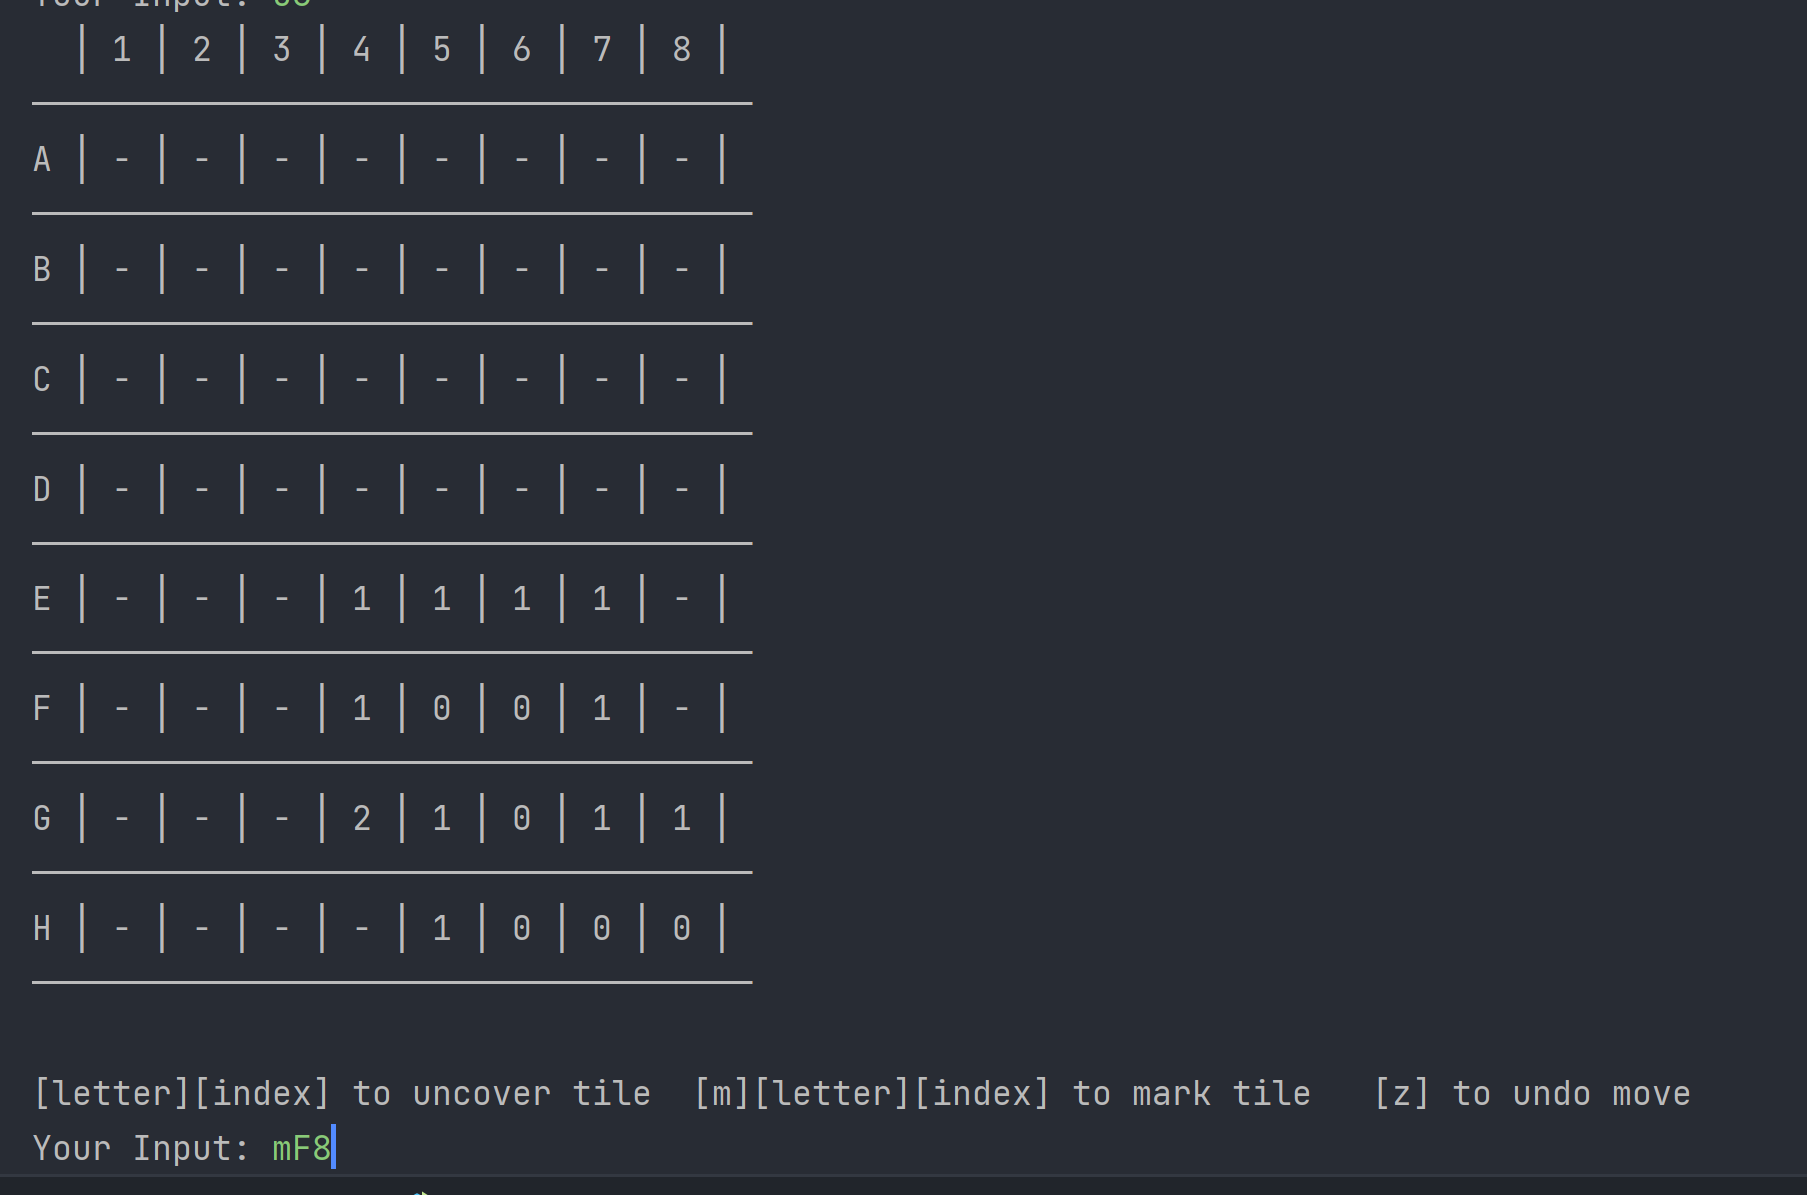 Your Input:
| 1 | 2 | 3 | 4 | 5 | 6 | 7 | 8 |
A | - | - | - | - | - | - | - | - |
B | - | - | - | - | - | - | - | - |
C | - | - | - | - | - | - | - | - |
D | - | - | - | - | - | - | - | - |
E | - | - | - | 1 | 1 | 1 | 1 | - |
F | - | - | - | 1 | 0 | 0 | 1 | - |
G | - | - | - | 2 | 1 | 0 | 1 | 1 |
H | - | - | - | - | 1 | 0 | 0 | 0 |
[letter][index] to uncover tile  [m][letter][index] to mark tile   [z] to undo move
Your Input: mF8